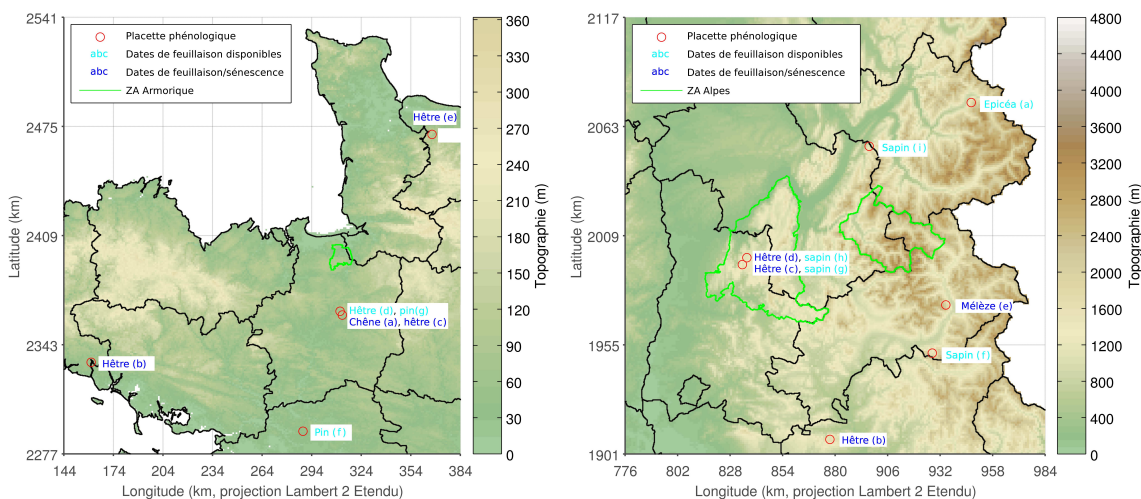 2541
2475
2409
2343
2277
Latitude (km)
144 174 204 234 264 294 324 354 384
Longitude (km, projection Lambert 2 Etendu)
Placette phénologique
abc Dates de feuillaison disponibles
abc Dates de feuillaison/sénescence
ZA Armorique
Hêtre (e)
Hêtre (d), pin(g)
Chêne (a), hêtre (c)
Hêtre (b)
Pin (f)
360
330
300
270
240
210
180
150
120
90
60
30
0
Topographie (m)
2117
2063
2009
1955
1901
Latitude (km)
776 802 828 854 880 906 932 958 984
Longitude (km, projection Lambert 2 Etendu)
Placette phénologique
abc Dates de feuillaison disponibles
abc Dates de feuillaison/sénescence
ZA Alpes
Epicéa (a)
Sapin (i)
Hêtre (d), sapin (h)
Hêtre (c), sapin (g)
Mélèze (e)
Sapin (f)
Hêtre (b)
4800
4400
4000
3600
3200
2800
2400
2000
1600
1200
800
400
0
Topographie (m)